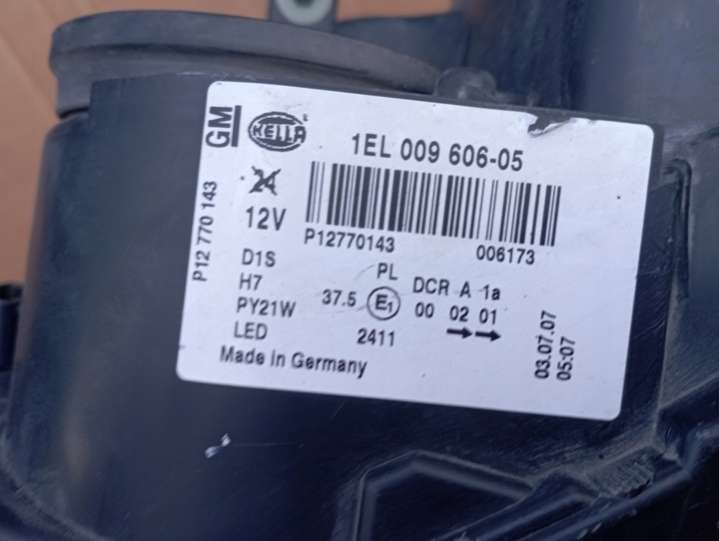 GM
HELLA
1EL 009 606-05
P12 770 143
12V
P12770143
006173
D1S
H7
PY21W
LED
PL
37.5
E1
DCR A 1a
00 02 01
2411
Made in Germany
03.07.07
05:07